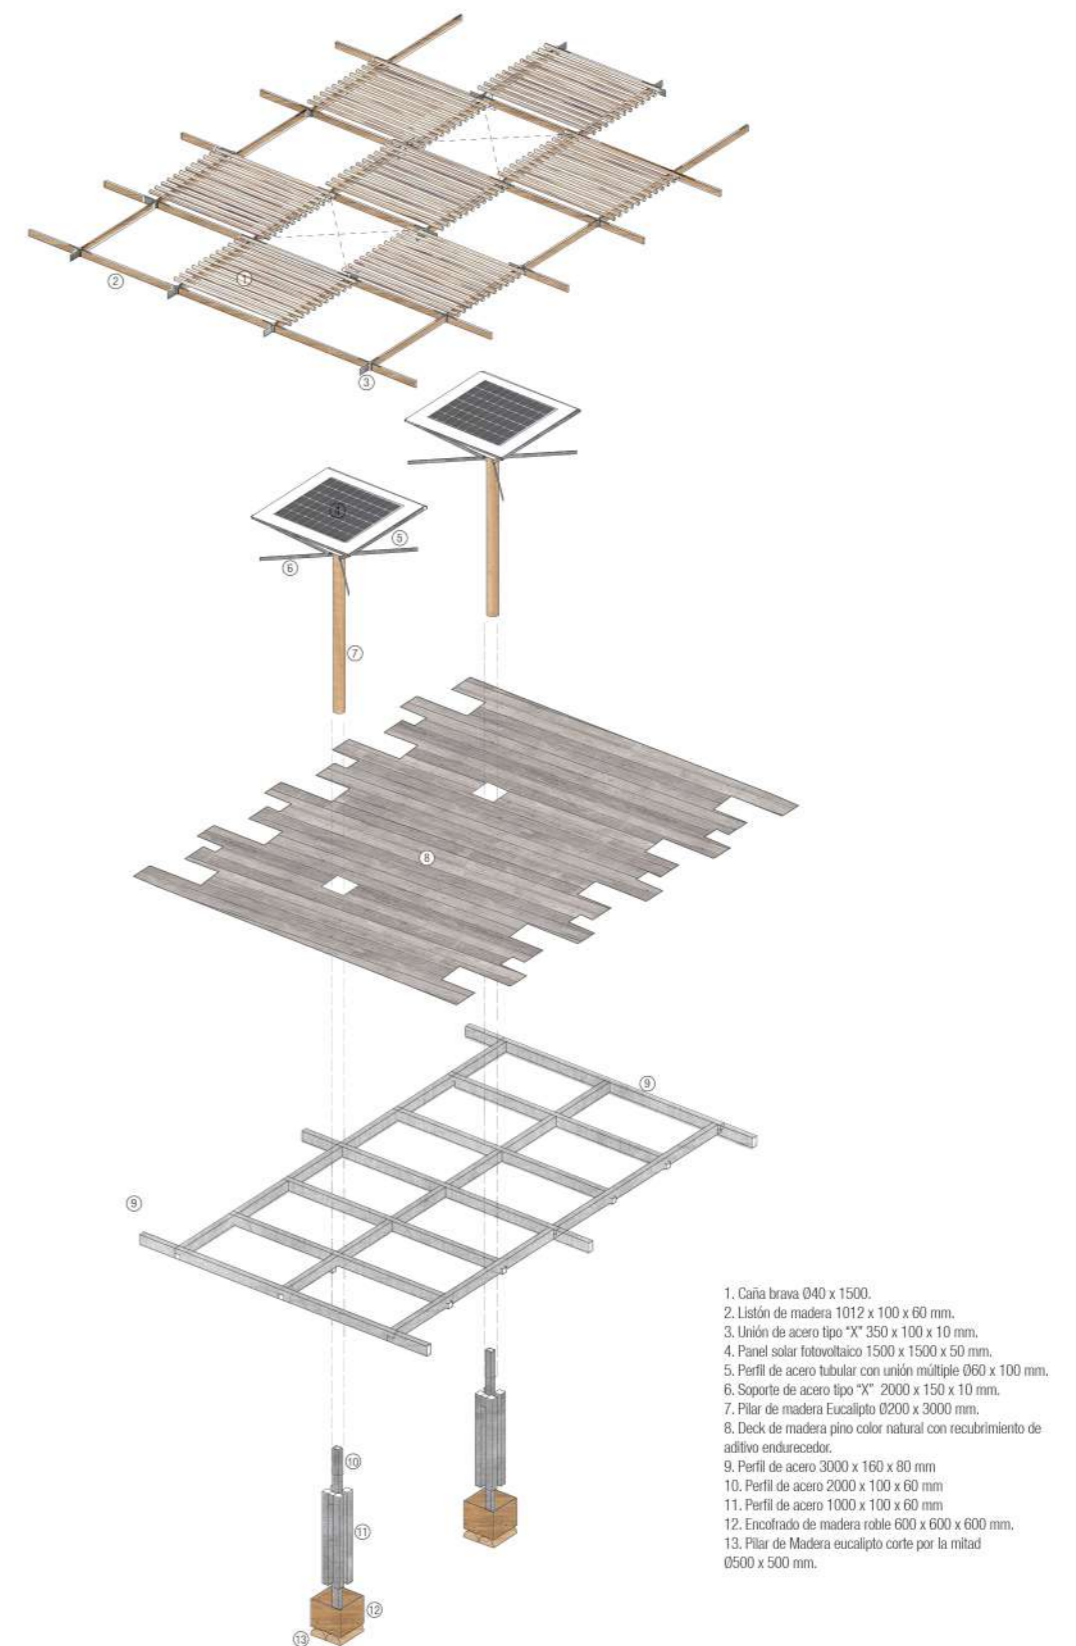 1
2
3
4
5
6
7
8
9
9
10
11
12
13
1. Caña brava Ø40 x 1500.
2. Listón de madera 1012 x 100 x 60 mm.
3. Unión de acero tipo “X” 350 x 100 x 10 mm.
4. Panel solar fotovoltaico 1500 x 1500 x 50 mm.
5. Perfil de acero tubular con unión múltiple Ø60 x 100 mm.
6. Soporte de acero tipo “X” 2000 x 150 x 10 mm.
7. Pilar de madera Eucalipto Ø200 x 3000 mm.
8. Deck de madera pino color natural con recubrimiento de
aditivo endurecedor.
9. Perfil de acero 3000 x 160 x 80 mm
10. Perfil de acero 2000 x 100 x 60 mm
11. Perfil de acero 1000 x 100 x 60 mm
12. Encofrado de madera roble 600 x 600 x 600 mm.
13. Pilar de Madera eucalipto corte por la mitad
Ø500 x 500 mm.